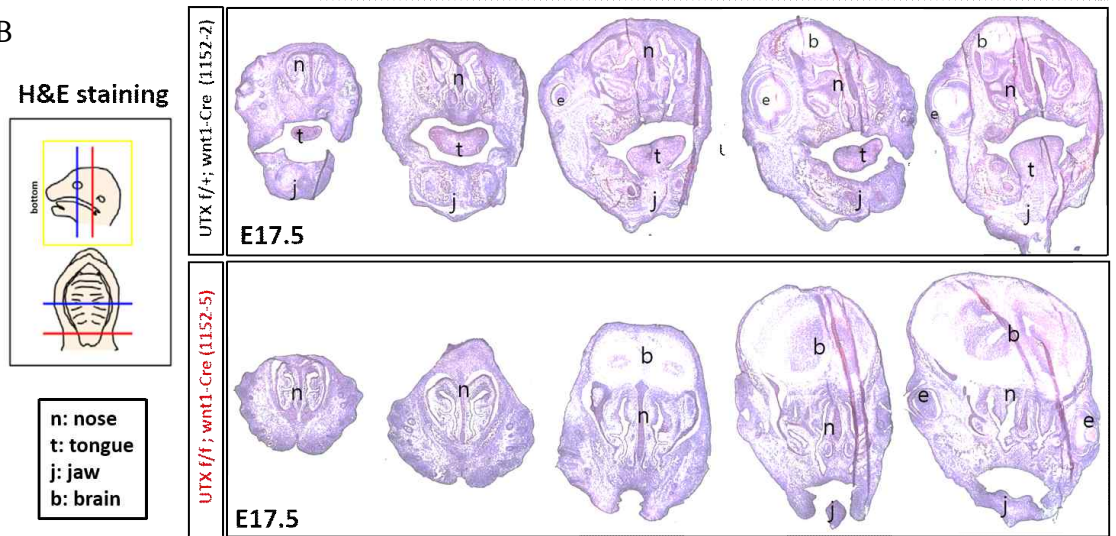 B
H&E staining
bottom
n: nose
t: tongue
j: jaw
b: brain
UTX f/+; wnt1-Cre (1152-2)
n
t
j
n
t
j
n
e
t
j
b
n
e
t
j
b
n
e
t
j
E17.5
UTX f/f; wnt1-Cre (1152-5)
n
n
b
n
b
n
j
b
n
e
e
j
E17.5